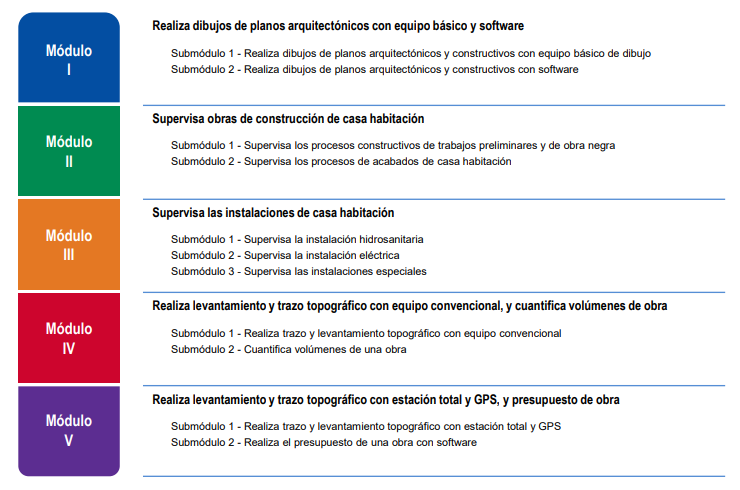 Módulo
I
Realiza dibujos de planos arquitectónicos con equipo básico y software
Submódulo 1 - Realiza dibujos de planos arquitectónicos y constructivos con equipo básico de dibujo
Submódulo 2 - Realiza dibujos de planos arquitectónicos y constructivos con software
Módulo
II
Supervisa obras de construcción de casa habitación
Submódulo 1 - Supervisa los procesos constructivos de trabajos preliminares y de obra negra
Submódulo 2 - Supervisa los procesos de acabados de casa habitación
Módulo
III
Supervisa las instalaciones de casa habitación
Submódulo 1 - Supervisa la instalación hidrosanitaria
Submódulo 2 - Supervisa la instalación eléctrica
Submódulo 3 - Supervisa las instalaciones especiales
Módulo
IV
Realiza levantamiento y trazo topográfico con equipo convencional, y cuantifica volúmenes de obra
Submódulo 1 - Realiza trazo y levantamiento topográfico con equipo convencional
Submódulo 2 - Cuantifica volúmenes de una obra
Módulo
V
Realiza levantamiento y trazo topográfico con estación total y GPS, y presupuesto de obra
Submódulo 1 - Realiza trazo y levantamiento topográfico con estación total y GPS
Submódulo 2 - Realiza el presupuesto de una obra con software